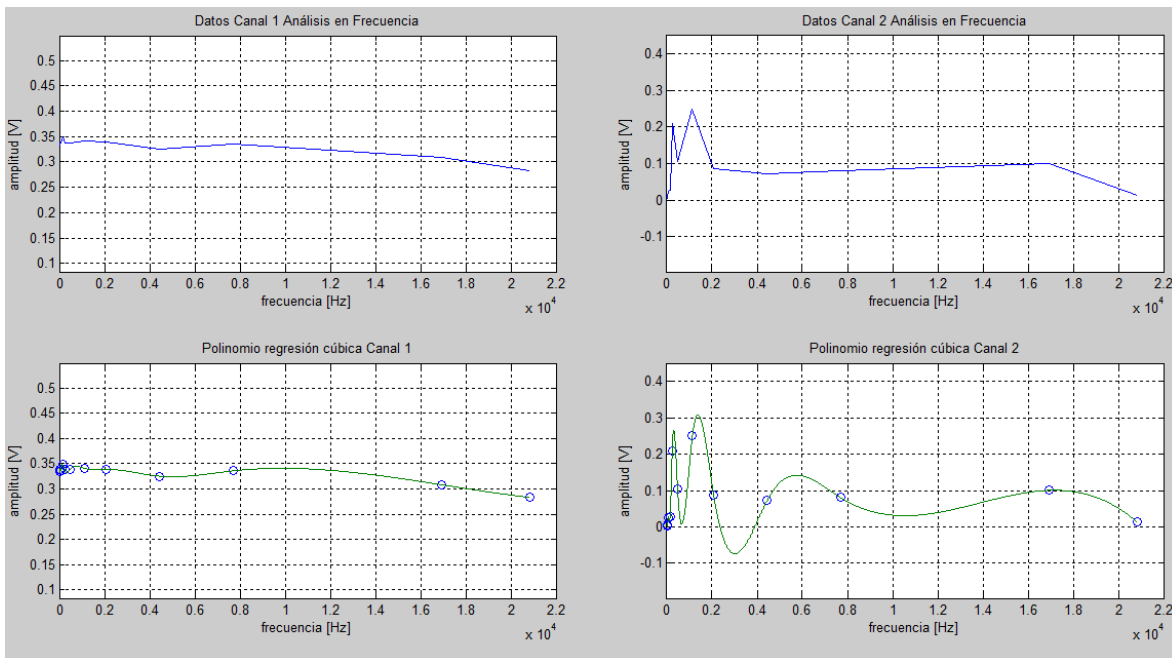 Datos Canal 1 Análisis en Frecuencia
0.5
0.45
0.4
0.35
0.3
0.25
0.2
0.15
0.1
amplitud [V]
0 0.2 0.4 0.6 0.8 1 1.2 1.4 1.6 1.8 2 2.2
frecuencia [Hz]
x 10^4
Datos Canal 2 Análisis en Frecuencia
0.4
0.3
0.2
0.1
0
-0.1
amplitud [V]
0 0.2 0.4 0.6 0.8 1 1.2 1.4 1.6 1.8 2 2.2
frecuencia [Hz]
x 10^4
Polinomio regresión cúbica Canal 1
0.5
0.45
0.4
0.35
0.3
0.25
0.2
0.15
0.1
amplitud [V]
0 0.2 0.4 0.6 0.8 1 1.2 1.4 1.6 1.8 2 2.2
frecuencia [Hz]
x 10^4
Polinomio regresión cúbica Canal 2
0.4
0.3
0.2
0.1
0
-0.1
amplitud [V]
0 0.2 0.4 0.6 0.8 1 1.2 1.4 1.6 1.8 2 2.2
frecuencia [Hz]
x 10^4